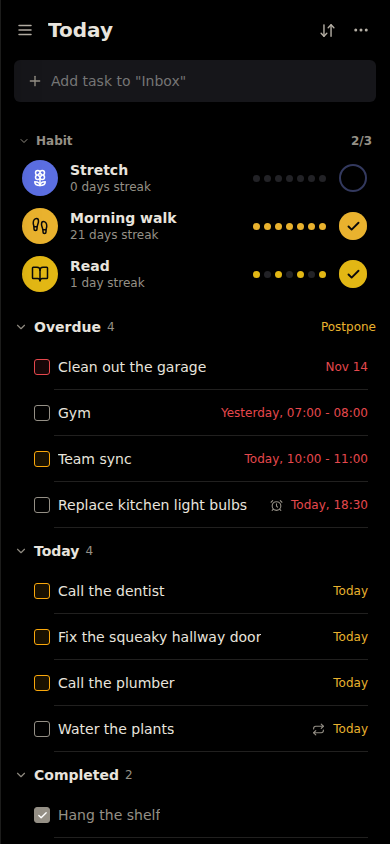 Today
Add task to "Inbox"
Habit 2/3
Stretch
0 days streak
Morning walk
21 days streak
Read
1 day streak
Overdue 4 Postpone
Clean out the garage Nov 14
Gym Yesterday, 07:00 - 08:00
Team sync Today, 10:00 - 11:00
Replace kitchen light bulbs Today, 18:30
Today 4
Call the dentist Today
Fix the squeaky hallway door Today
Call the plumber Today
Water the plants Today
Completed 2
Hang the shelf